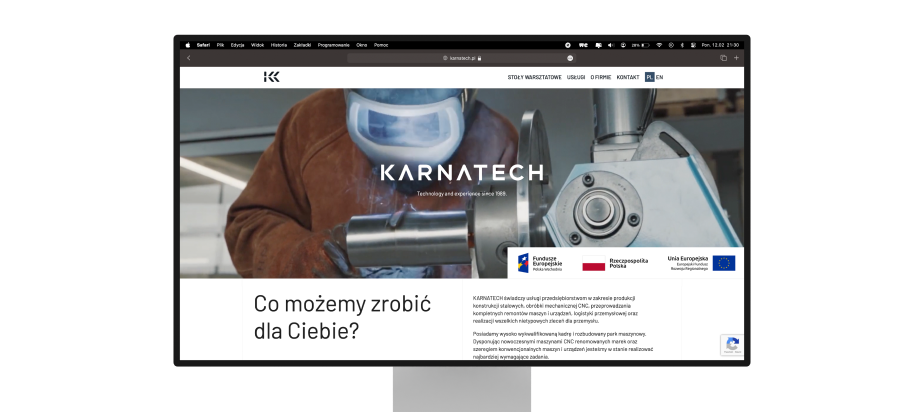 Safari Plik Edycja Widok Historia Zakładki Programowanie Okno Pomoc
Pon. 12.02 21:30
karnatech.pl
STOŁY WARSZTATOWE USŁUGI O FIRMIE KONTAKT PL EN
KARNATECH
Technology and experience since 1989.
Fundusze
Europejskie
Polska Wschodnia
Rzeczpospolita
Polska
Unia Europejska
Europejski Fundusz
Rozwoju Regionalnego
Co możemy zrobić
dla Ciebie?
KARNATECH świadczy usługi przedsiębiorstwom w zakresie produkcji
konstrukcji stalowych, obróbki mechanicznej CNC, przeprowadzania
kompletnych remontów maszyn i urządzeń, logistyki przemysłowej oraz
realizacji wszelkich nietypowych zleceń dla przemysłu.
Posiadamy wysoko wykwalifikowaną kadrę i rozbudowany park maszynowy.
Dysponując nowoczesnymi maszynami CNC renomowanych marek oraz
szeregiem konwencjonalnych maszyn i urządzeń jesteśmy w stanie realizować
najbardziej wymagające zadania.